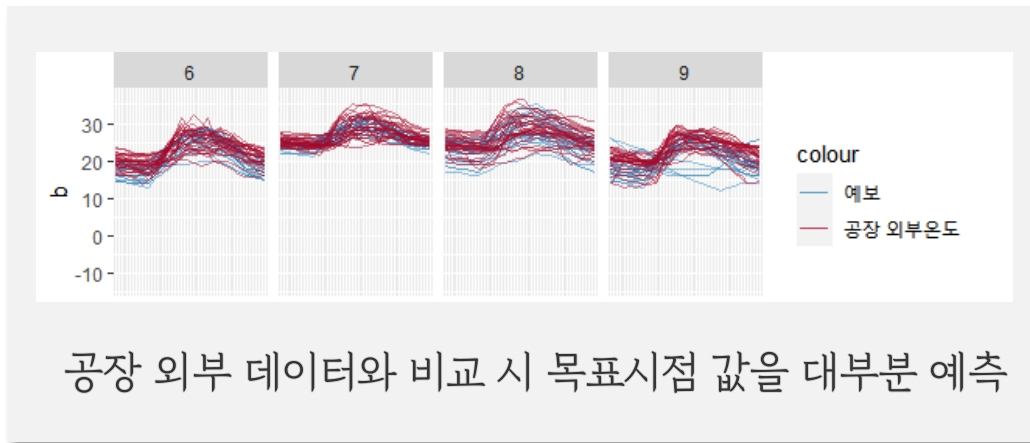 6 7 8 9
30
20
10
0
-10
b
colour
예보
공장 외부온도
공장 외부 데이터와 비교 시 목표시점 값을 대부분 예측